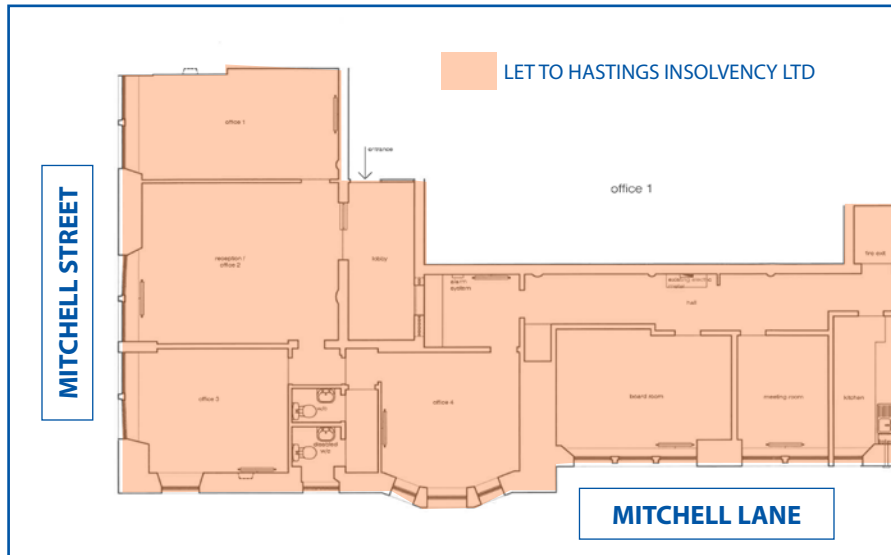 LET TO HASTINGS INSOLVENCY LTD
office 1
entrance
office 1
MITCHELL STREET
reception /
office 2
lobby
fire exit
alarm
system
hall
office 3
office 4
board room
meeting room
kitchen
w/c
disabled
w/c
MITCHELL LANE